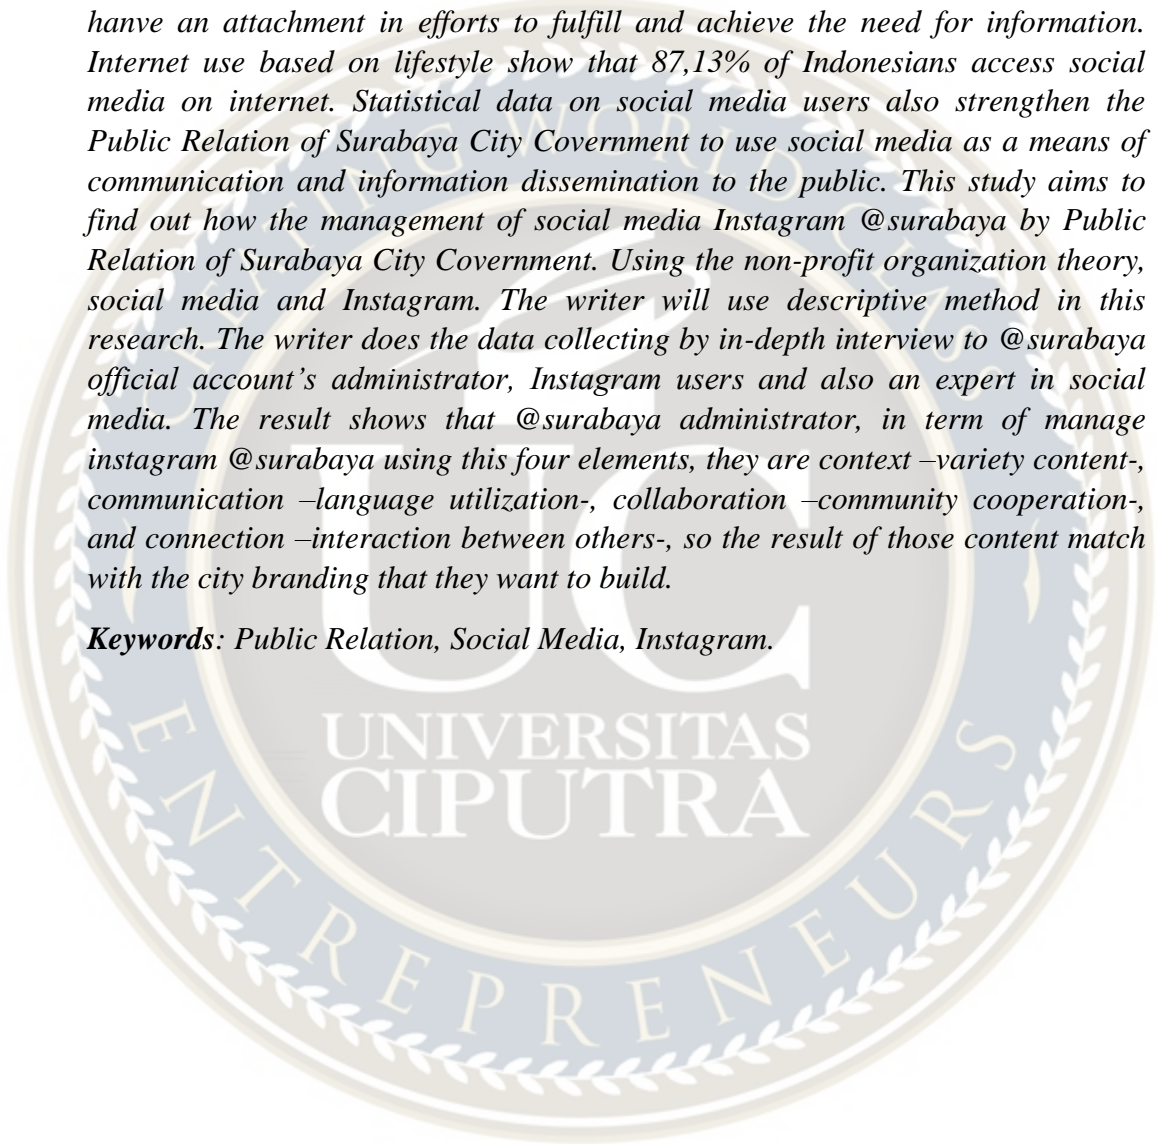 hanve an attachment in efforts to fulfill and achieve the need for information.
Internet use based on lifestyle show that 87,13% of Indonesians access social
media on internet. Statistical data on social media users also strengthen the
Public Relation of Surabaya City Covernment to use social media as a means of
communication and information dissemination to the public. This study aims to
find out how the management of social media Instagram @surabaya by Public
Relation of Surabaya City Covernment. Using the non-profit organization theory,
social media and Instagram. The writer will use descriptive method in this
research. The writer does the data collecting by in-depth interview to @surabaya
official account's administrator, Instagram users and also an expert in social
media. The result shows that @surabaya administrator, in term of manage
instagram @surabaya using this four elements, they are context –variety content-,
communication –language utilization-, collaboration –community cooperation-,
and connection –interaction between others-, so the result of those content match
with the city branding that they want to build.
Keywords: Public Relation, Social Media, Instagram.
CREATING WORLD CLASS
UC
UNIVERSITAS
CIPUTRA
ENTREPRENEURS